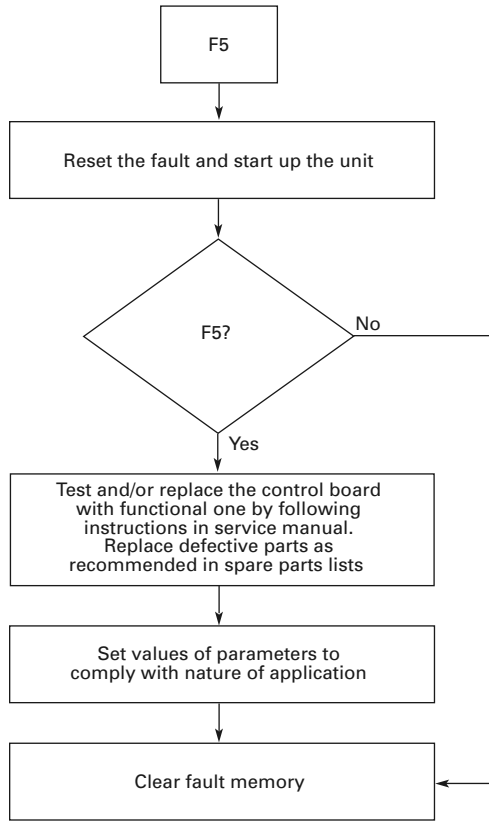 F5
Reset the fault and start up the unit
F5?
No
Yes
Test and/or replace the control board
with functional one by following
instructions in service manual.
Replace defective parts as
recommended in spare parts lists
Set values of parameters to
comply with nature of application
Clear fault memory